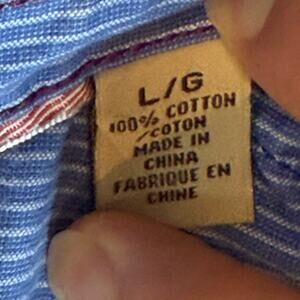 L/G
100% COTTON
/COTON
MADE IN
CHINA
FABRIQUE EN
CHINE